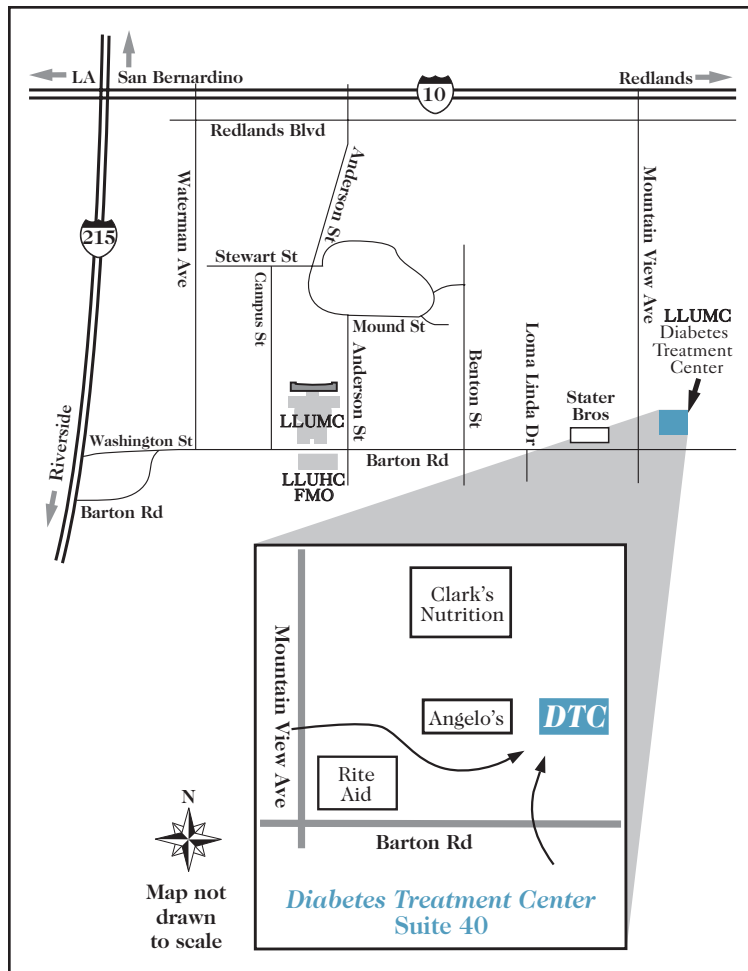 LA
San Bernardino
Redlands
10
Redlands Blvd
215
Waterman Ave
Anderson St
Mountain View Ave
Stewart St
Campus St
Mound St
Anderson St
Benton St
Loma Linda Dr
LLUMC
Diabetes
Treatment
Center
Stater
Bros
LLUMC
Washington St
Barton Rd
LLUHC
FMO
Riverside
Barton Rd
Clark's
Nutrition
Mountain View Ave
Angelo's
DTC
Rite
Aid
Barton Rd
N
Map not
drawn
to scale
Diabetes Treatment Center
Suite 40